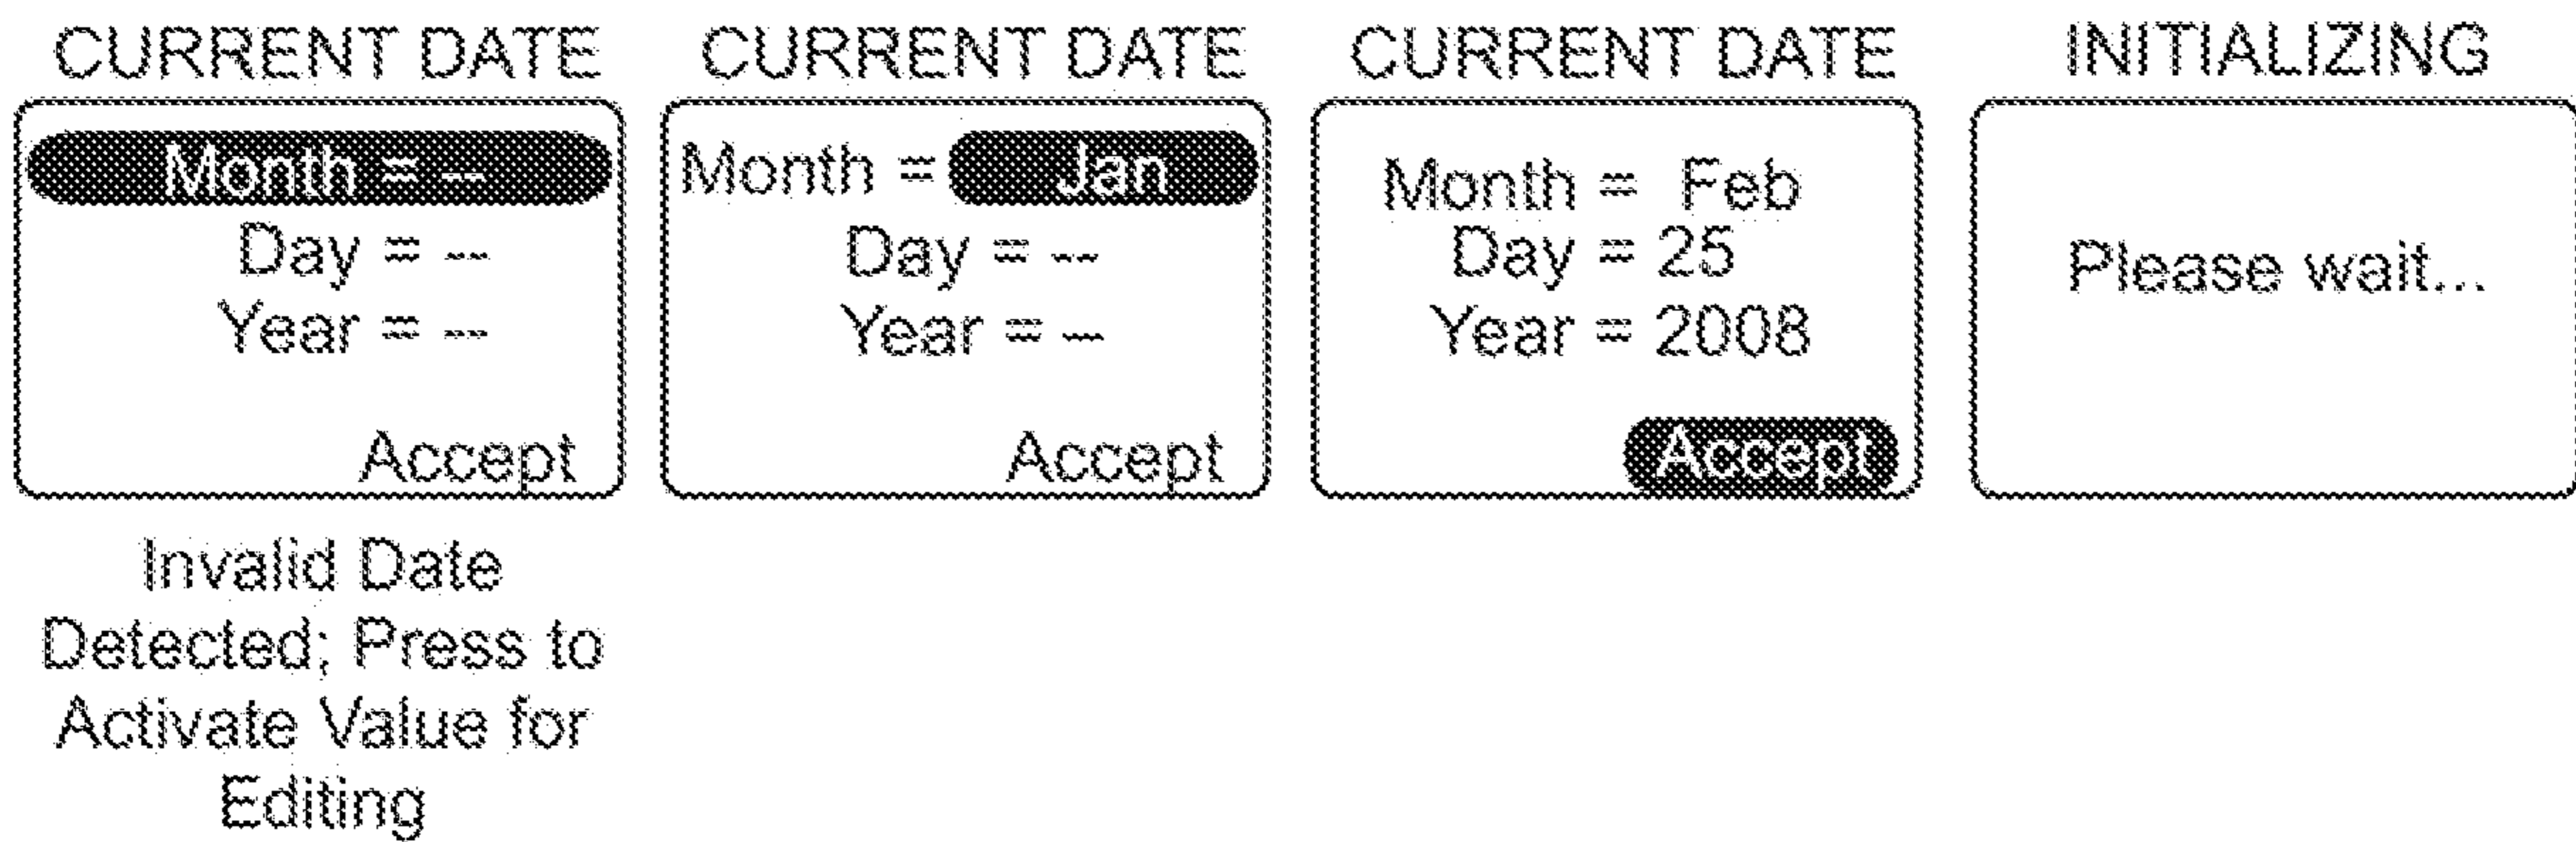 CURRENT DATE
Month = --
Day = --
Year = --
Accept
Invalid Date
Detected; Press to
Activate Value for
Editing
CURRENT DATE
Month = Jan
Day = --
Year = --
Accept
CURRENT DATE
Month = Feb
Day = 25
Year = 2008
Accept
INITIALIZING
Please wait...